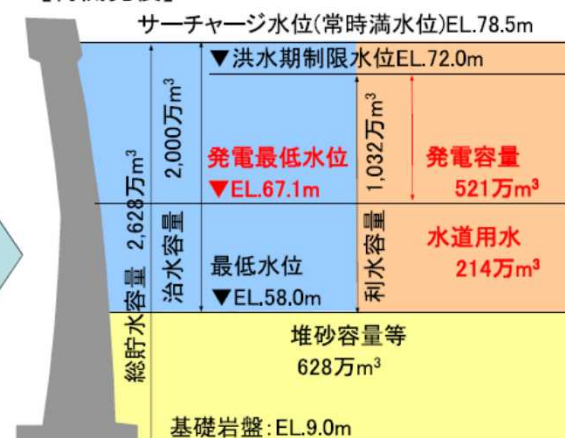 サーチャージ水位(常時満水位)EL.78.5m
▼洪水期制限水位EL.72.0m
総貯水容量 2,628万m³
治水容量 2,000万m³
発電最低水位
▼EL.67.1m
利水容量 1,032万m³
発電容量
521万m³
水道用水
214万m³
最低水位
▼EL.58.0m
堆砂容量等
628万m³
基礎岩盤:EL.9.0m